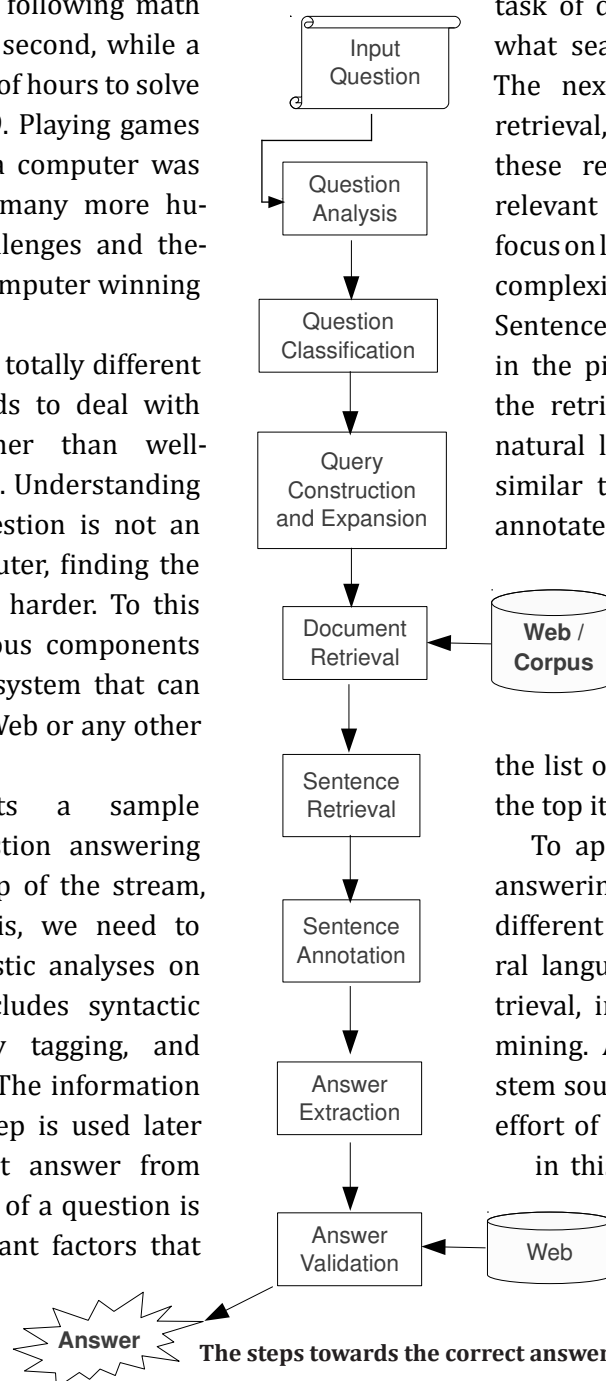 following math
second, while a
of hours to solve
. Playing games
a computer was
many more hu-
lenges and the-
mputer winning
totally different
ds to deal with
her than well-
. Understanding
estion is not an
uter, finding the
harder. To this
ous components
system that can
Web or any other
ts a sample
stion answering
p of the stream,
is, we need to
stic analyses on
cludes syntactic
y tagging, and
The information
ep is used later
t answer from
of a question is
ant factors that
Input
Question
Question
Analysis
Question
Classification
Query
Construction
and Expansion
Document
Retrieval
Web /
Corpus
Sentence
Retrieval
Sentence
Annotation
Answer
Extraction
Answer
Validation
Web
Answer
The steps towards the correct answer
task of
what sea
The nex
retrieval,
these re
relevant
focus on l
complexi
Sentence
in the pi
the retri
natural l
similar t
annotate
the list o
the top it
To ap
answerin
different
ral langu
trieval, i
mining. A
stem sou
effort of
in this